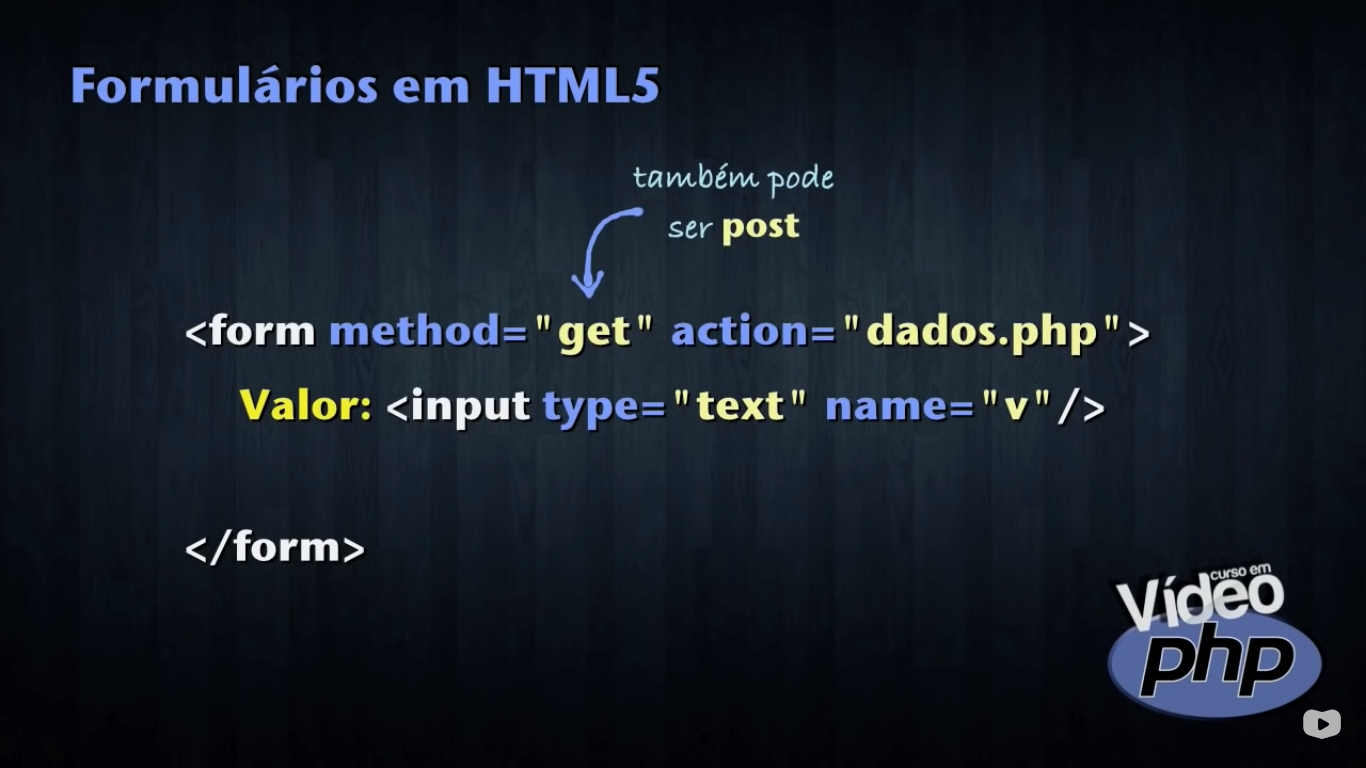 Formulários em HTML5
também pode
ser post
<form method="get" action="dados.php">
Valor: <input type="text" name="v"/>
</form>
curso em
Vídeo
php